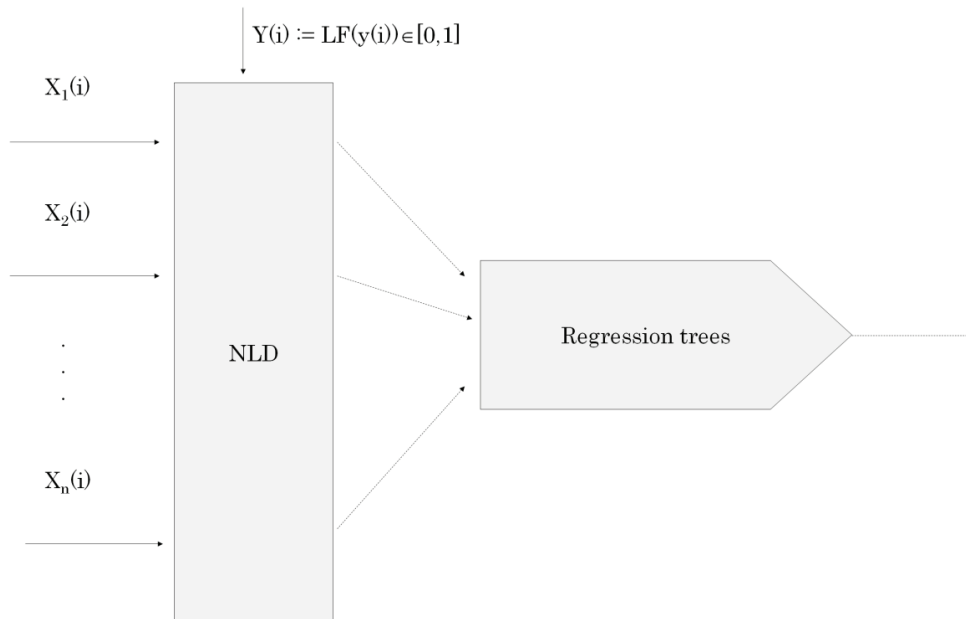 Y(i) := LF(y(i))∈[0,1]
X₁(i)
X₂(i)
.
.
.
NLD
Regression trees
Xₙ(i)